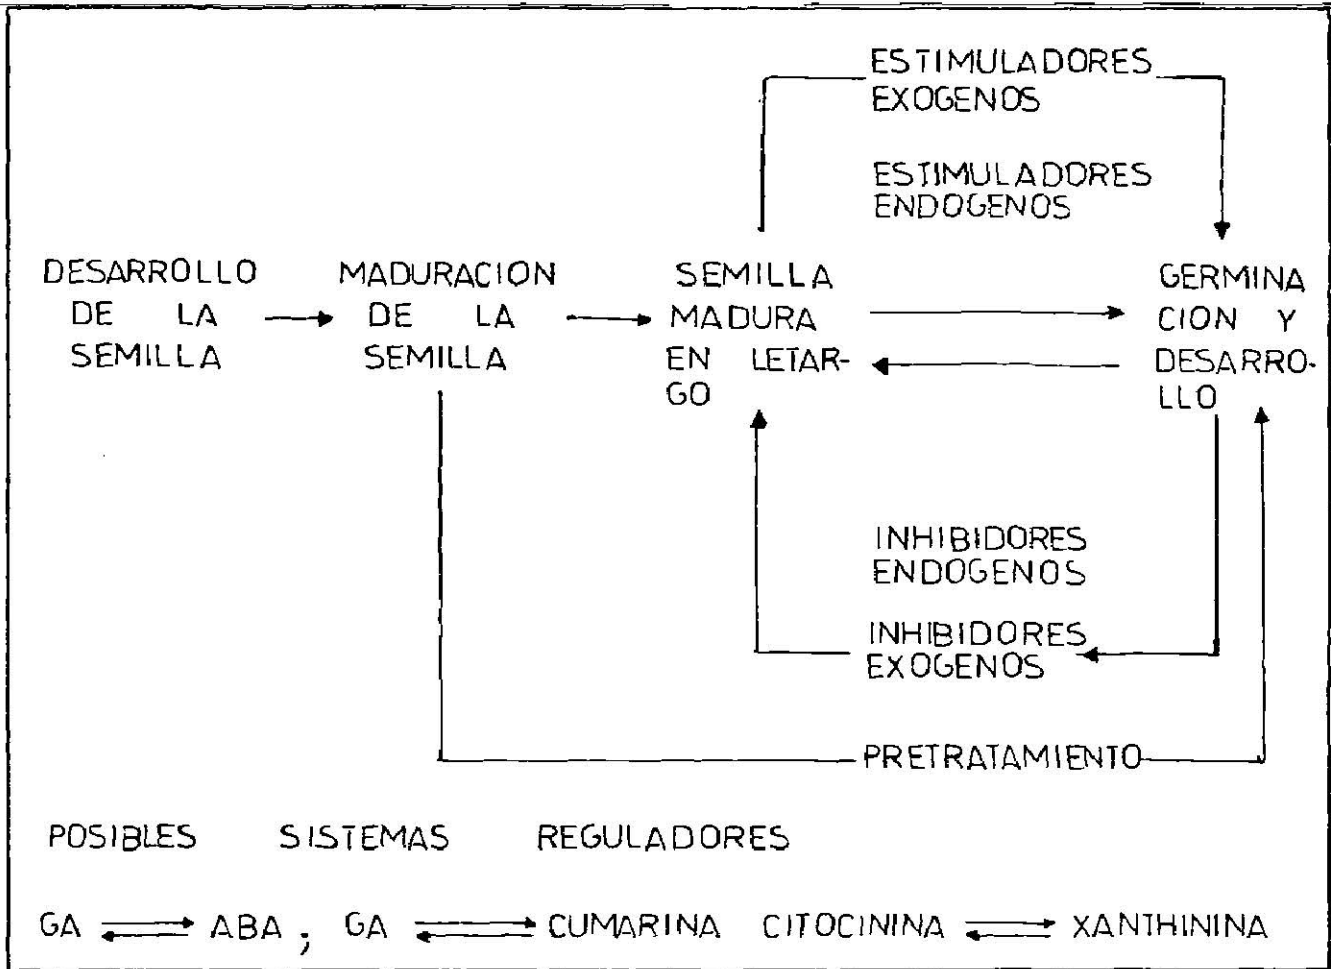 ESTIMULADORES
EXOGENOS
ESTIMULADORES
ENDOGENOS
DESARROLLO
DE LA
SEMILLA
MADURACION
DE LA
SEMILLA
SEMILLA
MADURA
EN LETAR-
GO
GERMINA
CION Y
DESARRO-
LLO
INHIBIDORES
ENDOGENOS
INHIBIDORES
EXOGENOS
PRETRATAMIENTO
POSIBLES SISTEMAS REGULADORES
GA ABA ; GA CUMARINA CITOCININA XANTHININA